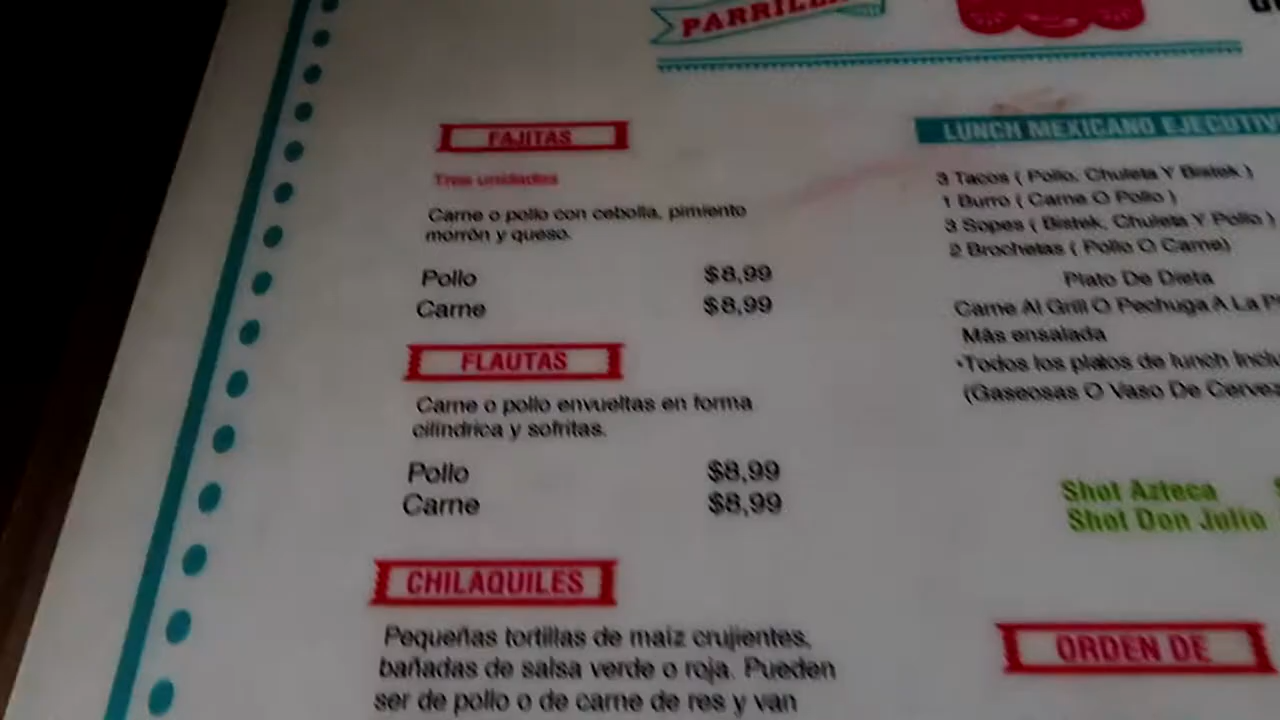 PARRILLA
FAJITAS
Tres unidades
Carne o pollo con cebolla, pimiento
morrón y queso.
Pollo $8,99
Carne $8,99
FLAUTAS
Carne o pollo envueltas en forma
cilíndrica y sofritas.
Pollo $8,99
Carne $8,99
CHILAQUILES
Pequeñas tortillas de maíz crujientes,
bañadas de salsa verde o roja. Pueden
ser de pollo o de carne de res y van
LUNCH MEXICANO
3 Tacos ( Pollo, Chuleta Y Bistek )
1 Burro ( Carne O Pollo )
3 Sopes ( Bistek, Chuleta Y Pollo )
2 Brochetas ( Pollo O Carne)
Plato De Dieta
Carne Al Grill O Pechuga A La
Más ensalada
•Todos los platos de lunch
(Gaseosas O Vaso De
Shot Azteca
Shot Don Julio
ORDEN DE